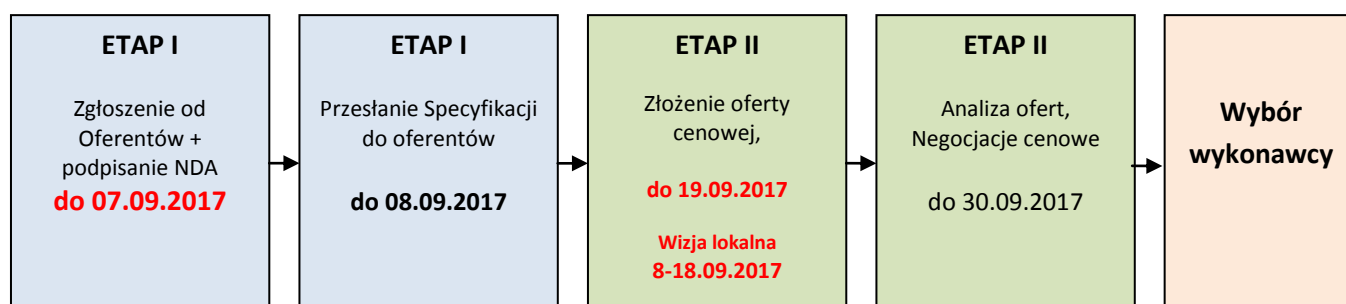 ETAP I
Zgłoszenie od
Oferentów +
podpisanie NDA
do 07.09.2017
ETAP I
Przesłanie Specyfikacji
do oferentów
do 08.09.2017
ETAP II
Złożenie oferty
cenowej,
do 19.09.2017
Wizja lokalna
8-18.09.2017
ETAP II
Analiza ofert,
Negocjacje cenowe
do 30.09.2017
Wybór
wykonawcy